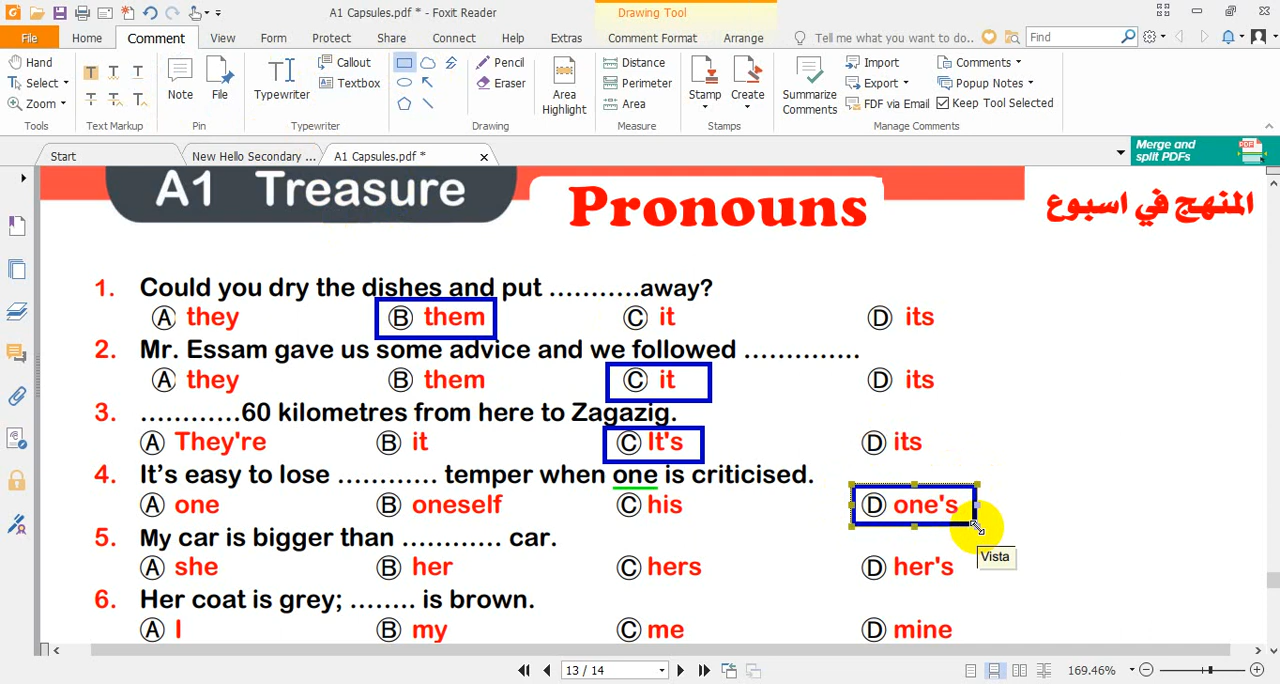 A1 Capsules.pdf * - Foxit Reader
Drawing Tool
File Home Comment View Form Protect Share Connect Help Extras Comment Format Arrange Tell me what you want to do.. Find
Hand
Select
Zoom
Tools
Text Markup
Note
File
Pin
Typewriter
Callout
Textbox
Typewriter
Pencil
Eraser
Drawing
Area Highlight
Distance
Perimeter
Area
Measure
Stamp
Create
Stamps
Summarize Comments
Import
Export
FDF via Email
Comments
Popup Notes
Keep Tool Selected
Manage Comments
Start
New Hello Secondary ...
A1 Capsules.pdf *
Merge and split PDFs
A1 Treasure
Pronouns
المنهج في اسبوع
1. Could you dry the dishes and put ...........away?
A they B them C it D its
2. Mr. Essam gave us some advice and we followed ..............
A they B them C it D its
3. ............60 kilometres from here to Zagazig.
A They're B it C It's D its
4. It’s easy to lose ............ temper when one is criticised.
A one B oneself C his D one's
Vista
5. My car is bigger than ............ car.
A she B her C hers D her's
6. Her coat is grey; ........ is brown.
A I B my C me D mine
13 / 14
169.46%